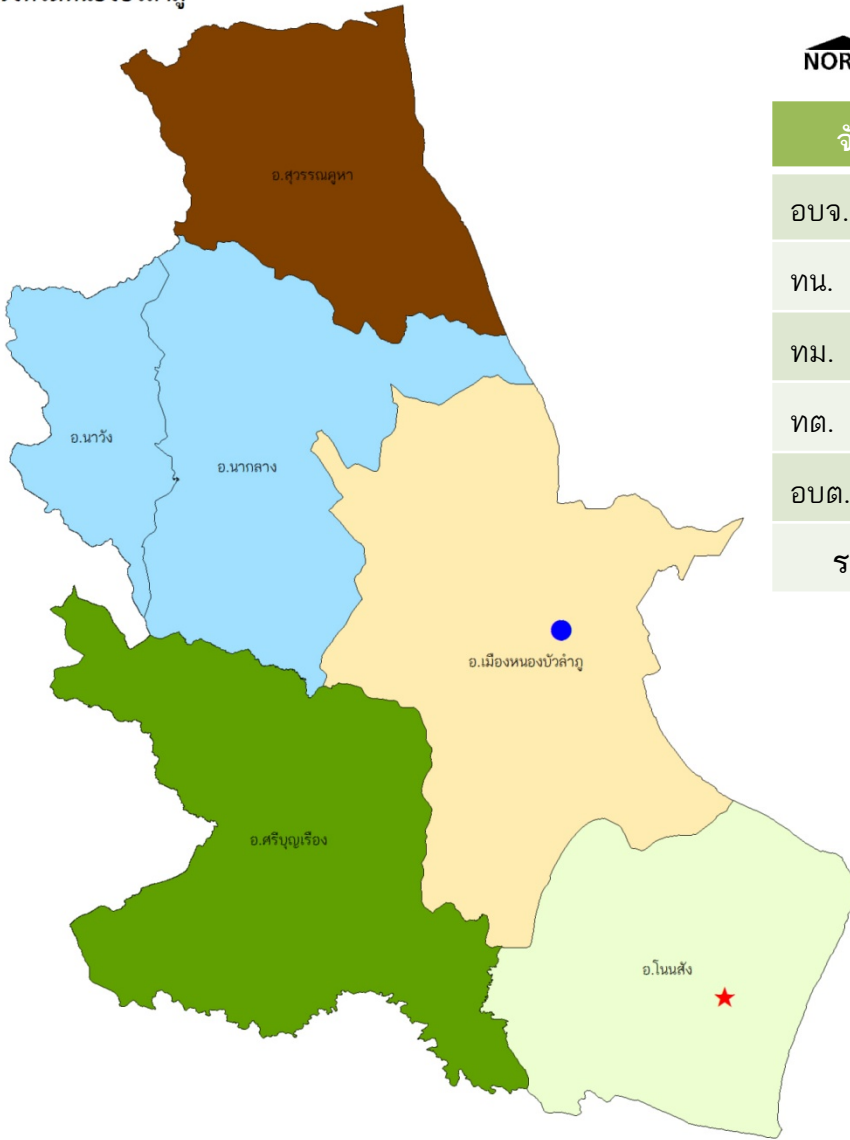 อ.สุวรรณคูหา
อ.นาวัง
อ.นากลาง
อ.เมืองหนองบัวลำภู
อ.ศรีบุญเรือง
อ.โนนสัง
อบจ.
ทน.
ทม.
ทต.
อบต.